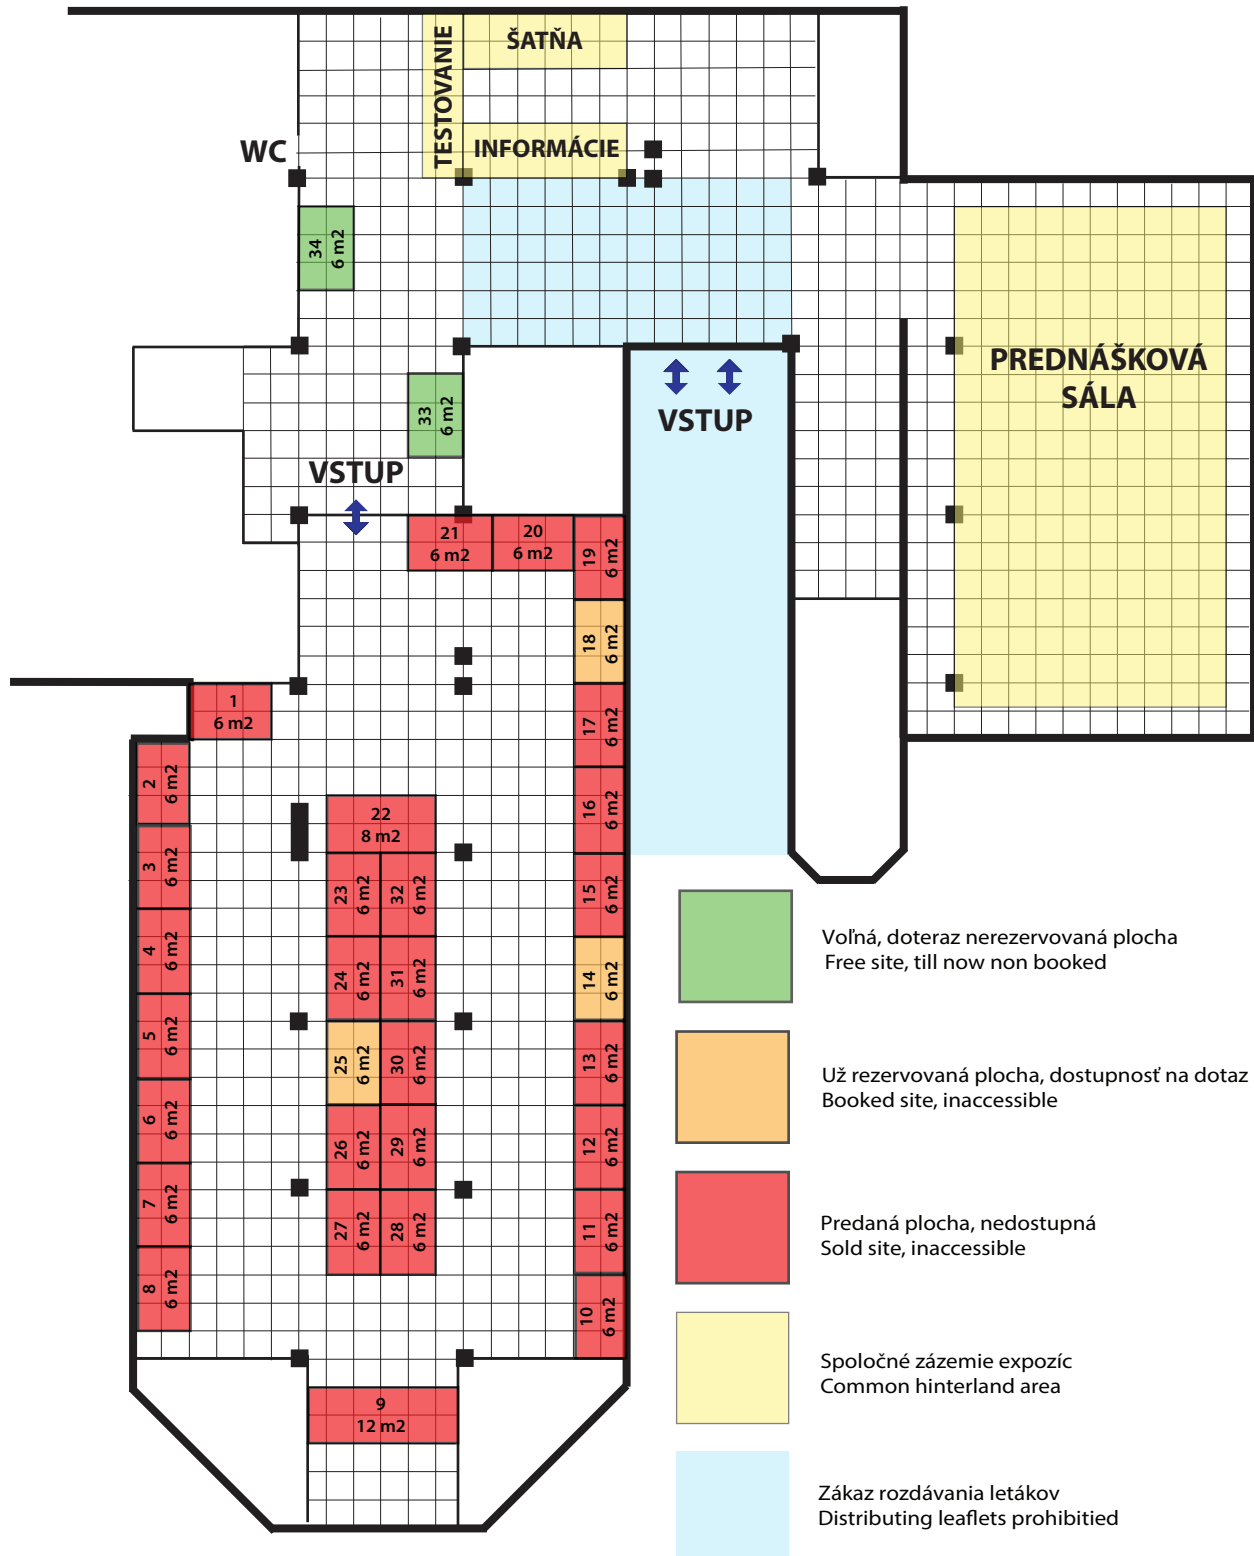 ŠATŇA
TESTOVANIE
INFORMÁCIE
WC
34
6 m2
PREDNÁŠKOVÁ
SÁLA
33
6 m2
VSTUP
VSTUP
21
6 m2
20
6 m2
19
6 m2
18
6 m2
1
6 m2
17
6 m2
2
6 m2
16
6 m2
22
8 m2
3
6 m2
23
6 m2
32
6 m2
15
6 m2
4
6 m2
24
6 m2
31
6 m2
14
6 m2
5
6 m2
25
6 m2
30
6 m2
13
6 m2
6
6 m2
26
6 m2
29
6 m2
12
6 m2
7
6 m2
27
6 m2
28
6 m2
11
6 m2
8
6 m2
10
6 m2
9
12 m2
Voľná, doteraz nerezervovaná plocha
Free site, till now non booked
Už rezervovaná plocha, dostupnosť na dotaz
Booked site, inaccessible
Predaná plocha, nedostupná
Sold site, inaccessible
Spoločné zázemie expozíc
Common hinterland area
Zákaz rozdávania letákov
Distributing leaflets prohibitied